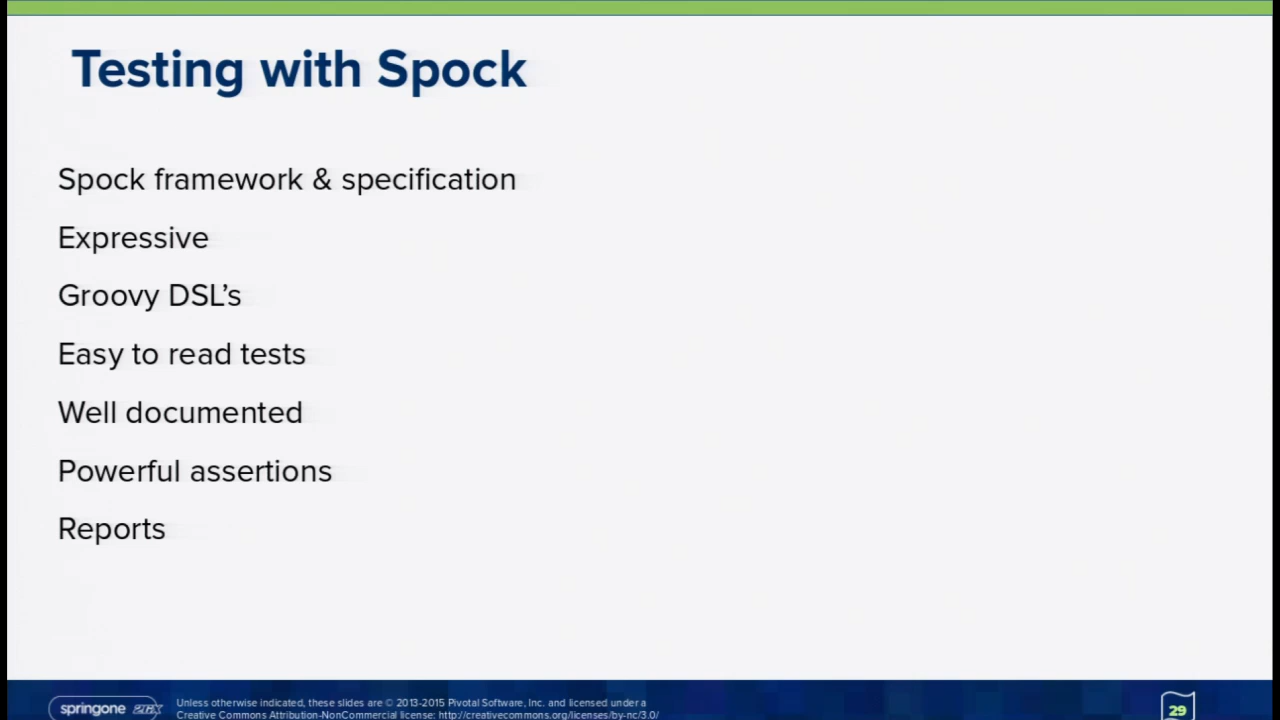 Testing with Spock
Spock framework & specification
Expressive
Groovy DSL’s
Easy to read tests
Well documented
Powerful assertions
Reports
springone 2GX
Unless otherwise indicated, these slides are © 2013-2015 Pivotal Software, Inc. and licensed under a
Creative Commons Attribution-NonCommercial license: http://creativecommons.org/licenses/by-nc/3.0/
29